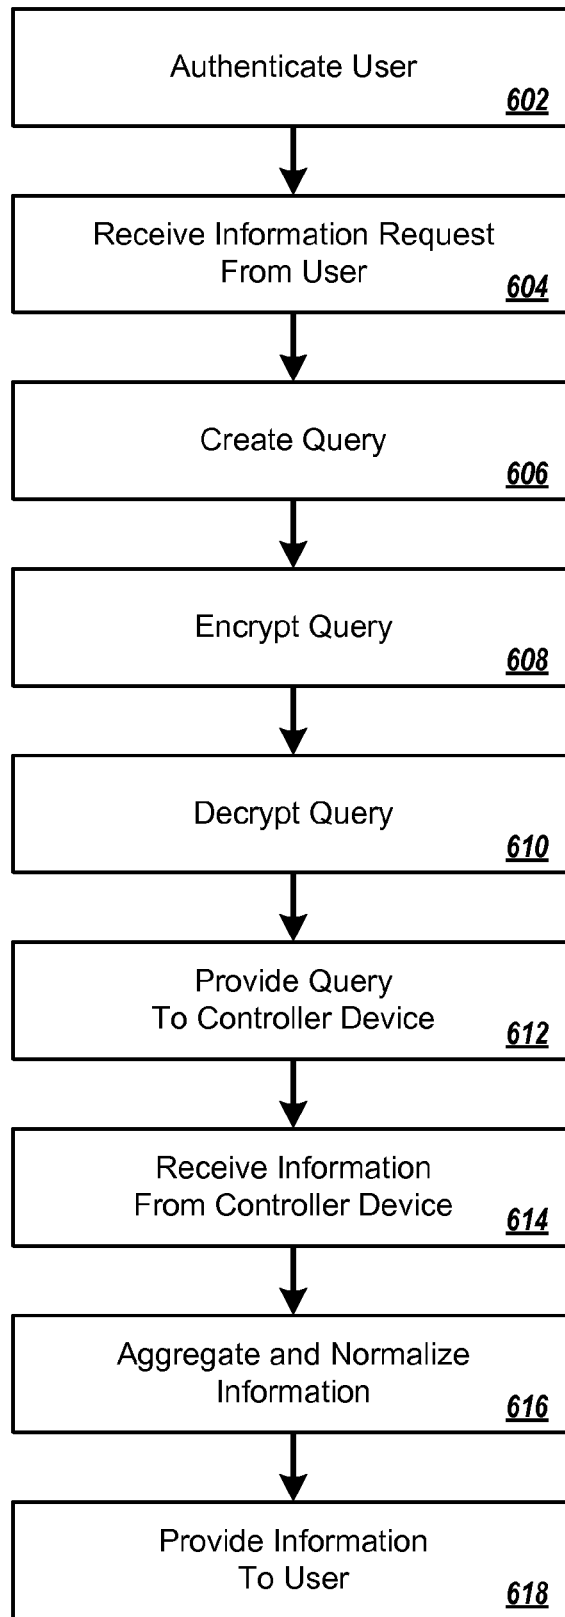 Authenticate User
602
Receive Information Request
From User
604
Create Query
606
Encrypt Query
608
Decrypt Query
610
Provide Query
To Controller Device
612
Receive Information
From Controller Device
614
Aggregate and Normalize
Information
616
Provide Information
To User
618